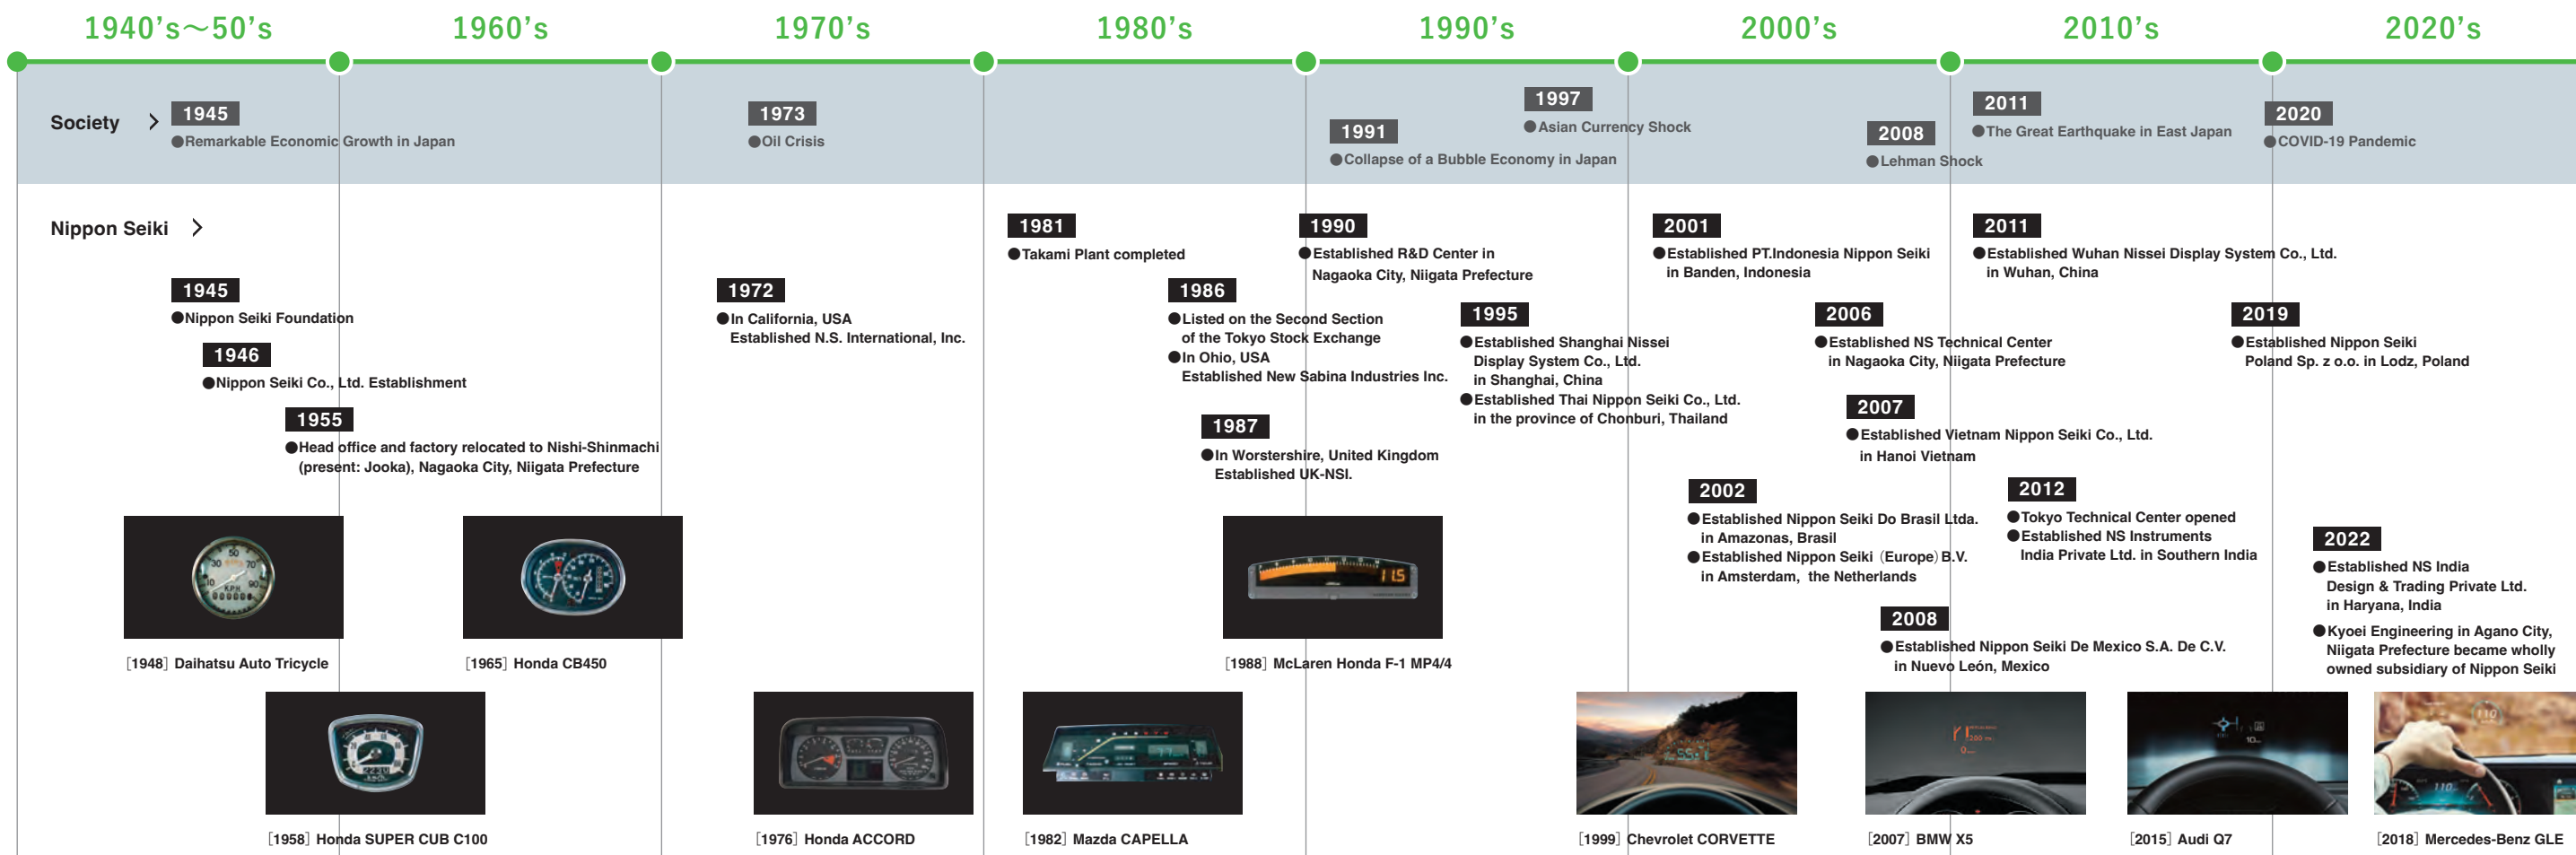 1940's～50's
1960's
1970's
1980's
1990's
2000's
2010's
2020's
Society
1945
●Remarkable Economic Growth in Japan
1973
●Oil Crisis
1991
●Collapse of a Bubble Economy in Japan
1997
●Asian Currency Shock
2008
●Lehman Shock
2011
●The Great Earthquake in East Japan
2020
●COVID-19 Pandemic
Nippon Seiki
1945
●Nippon Seiki Foundation
1946
●Nippon Seiki Co., Ltd. Establishment
1955
●Head office and factory relocated to Nishi-Shinmachi
(present: Jooka), Nagaoka City, Niigata Prefecture
1972
●In California, USA
Established N.S. International, Inc.
1981
●Takami Plant completed
1986
●Listed on the Second Section
of the Tokyo Stock Exchange
●In Ohio, USA
Established New Sabina Industries Inc.
1987
●In Worstershire, United Kingdom
Established UK-NSI.
1990
●Established R&D Center in
Nagaoka City, Niigata Prefecture
1995
●Established Shanghai Nissei
Display System Co., Ltd.
in Shanghai, China
●Established Thai Nippon Seiki Co., Ltd.
in the province of Chonburi, Thailand
2001
●Established PT.Indonesia Nippon Seiki
in Banden, Indonesia
2006
●Established NS Technical Center
in Nagaoka City, Niigata Prefecture
2007
●Established Vietnam Nippon Seiki Co., Ltd.
in Hanoi Vietnam
2002
●Established Nippon Seiki Do Brasil Ltda.
in Amazonas, Brasil
●Established Nippon Seiki（Europe）B.V.
in Amsterdam, the Netherlands
2008
●Established Nippon Seiki De Mexico S.A. De C.V.
in Nuevo León, Mexico
2011
●Established Wuhan Nissei Display System Co., Ltd.
in Wuhan, China
2012
●Tokyo Technical Center opened
●Established NS Instruments
India Private Ltd. in Southern India
2019
●Established Nippon Seiki
Poland Sp. z o.o. in Lodz, Poland
2022
●Established NS India
Design & Trading Private Ltd.
in Haryana, India
●Kyoei Engineering in Agano City,
Niigata Prefecture became wholly
owned subsidiary of Nippon Seiki
50
30
70
10
90
KPH
[1948] Daihatsu Auto Tricycle
[1965] Honda CB450
11.5
[1988] McLaren Honda F-1 MP4/4
[1958] Honda SUPER CUB C100
[1976] Honda ACCORD
[1982] Mazda CAPELLA
[1999] Chevrolet CORVETTE
[2007] BMW X5
[2015] Audi Q7
110
110
[2018] Mercedes-Benz GLE